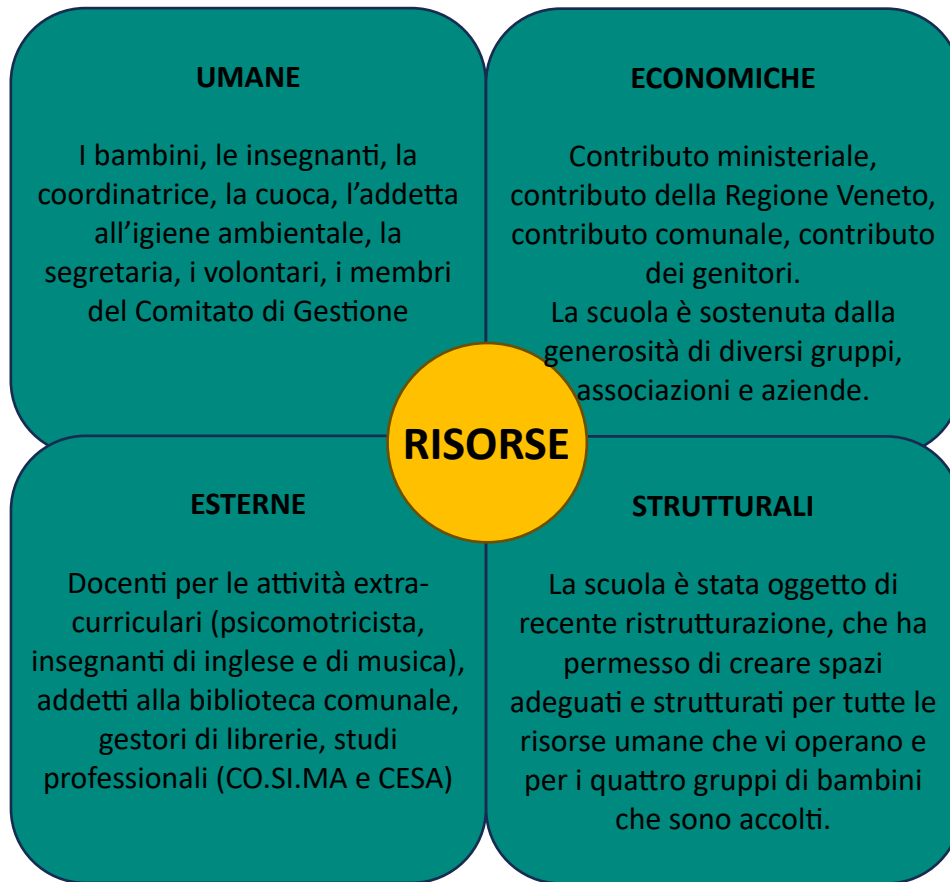 UMANE
I bambini, le insegnanti, la
coordinatrice, la cuoca, l’addetta
all’igiene ambientale, la
segretaria, i volontari, i membri
del Comitato di Gestione
ECONOMICHE
Contributo ministeriale,
contributo della Regione Veneto,
contributo comunale, contributo
dei genitori.
La scuola è sostenuta dalla
generosità di diversi gruppi,
associazioni e aziende.
RISORSE
ESTERNE
Docenti per le attività extra-
curriculari (psicomotricista,
insegnanti di inglese e di musica),
addetti alla biblioteca comunale,
gestori di librerie, studi
professionali (CO.SI.MA e CESA)
STRUTTURALI
La scuola è stata oggetto di
recente ristrutturazione, che ha
permesso di creare spazi
adeguati e strutturati per tutte le
risorse umane che vi operano e
per i quattro gruppi di bambini
che sono accolti.